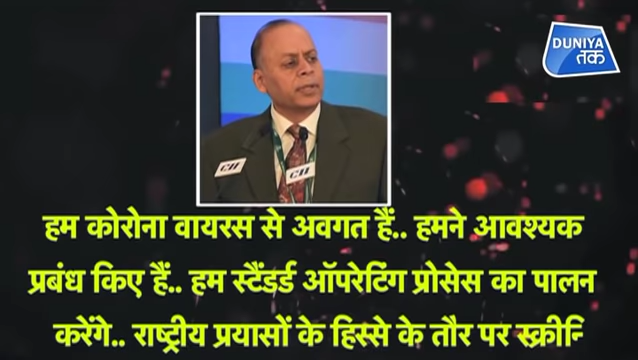 DUNIYA
तक
CII CII
हम कोरोना वायरस से अवगत हैं.. हमने आवश्यक
प्रबंध किए हैं.. हम स्टैंडर्ड ऑपरेटिंग प्रोसेस का पालन
करेंगे.. राष्ट्रीय प्रयासों के हिस्से के तौर पर स्क्रीनि